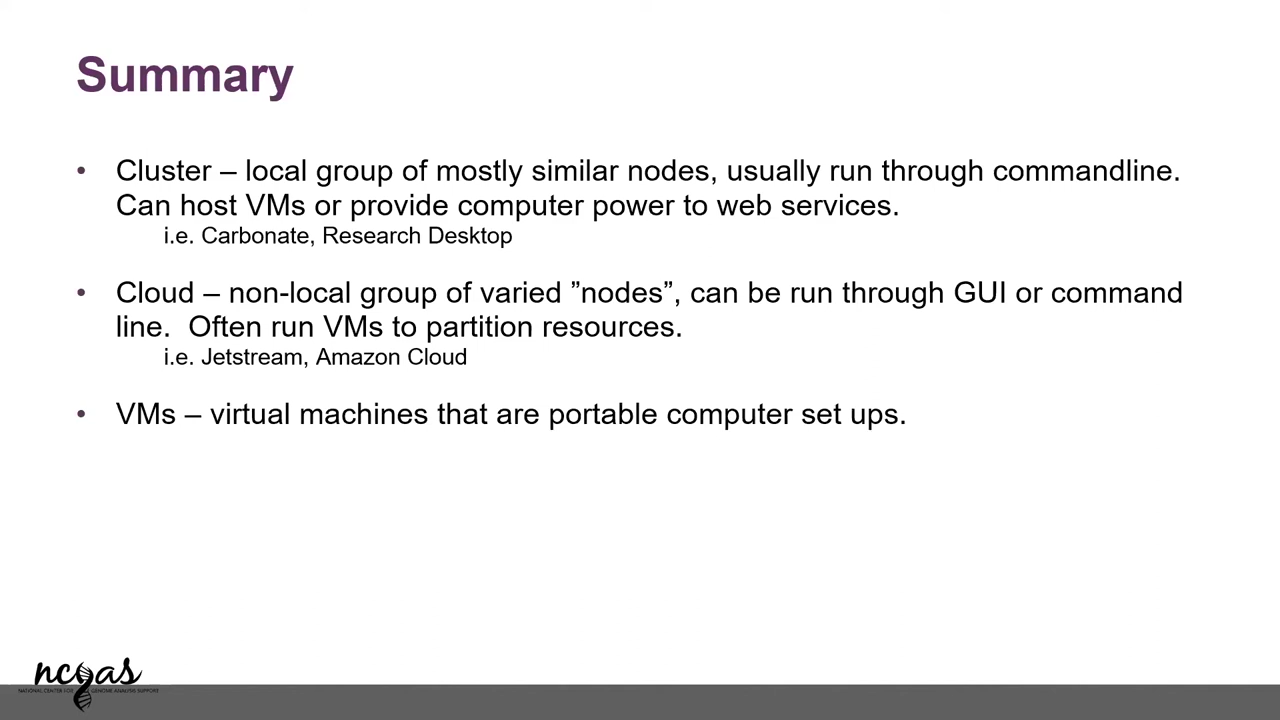 Summary
• Cluster – local group of mostly similar nodes, usually run through commandline.
Can host VMs or provide computer power to web services.
i.e. Carbonate, Research Desktop
• Cloud – non-local group of varied ”nodes”, can be run through GUI or command
line.  Often run VMs to partition resources.
i.e. Jetstream, Amazon Cloud
• VMs – virtual machines that are portable computer set ups.
ncgas
NATIONAL CENTER FOR GENOME ANALYSIS SUPPORT